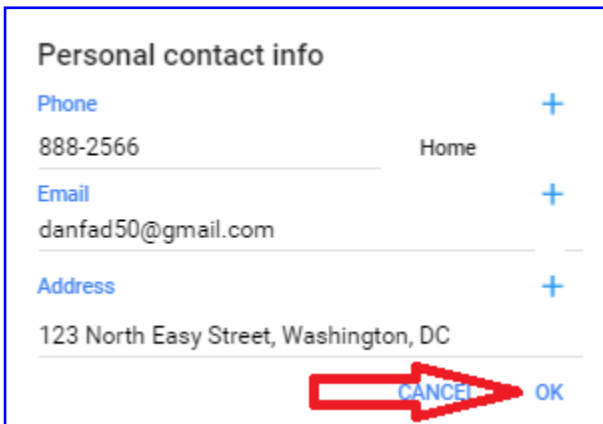 Personal contact info
Phone
+
888-2566 Home
Email
+
danfad50@gmail.com
Address
+
123 North Easy Street, Washington, DC
CANCEL OK